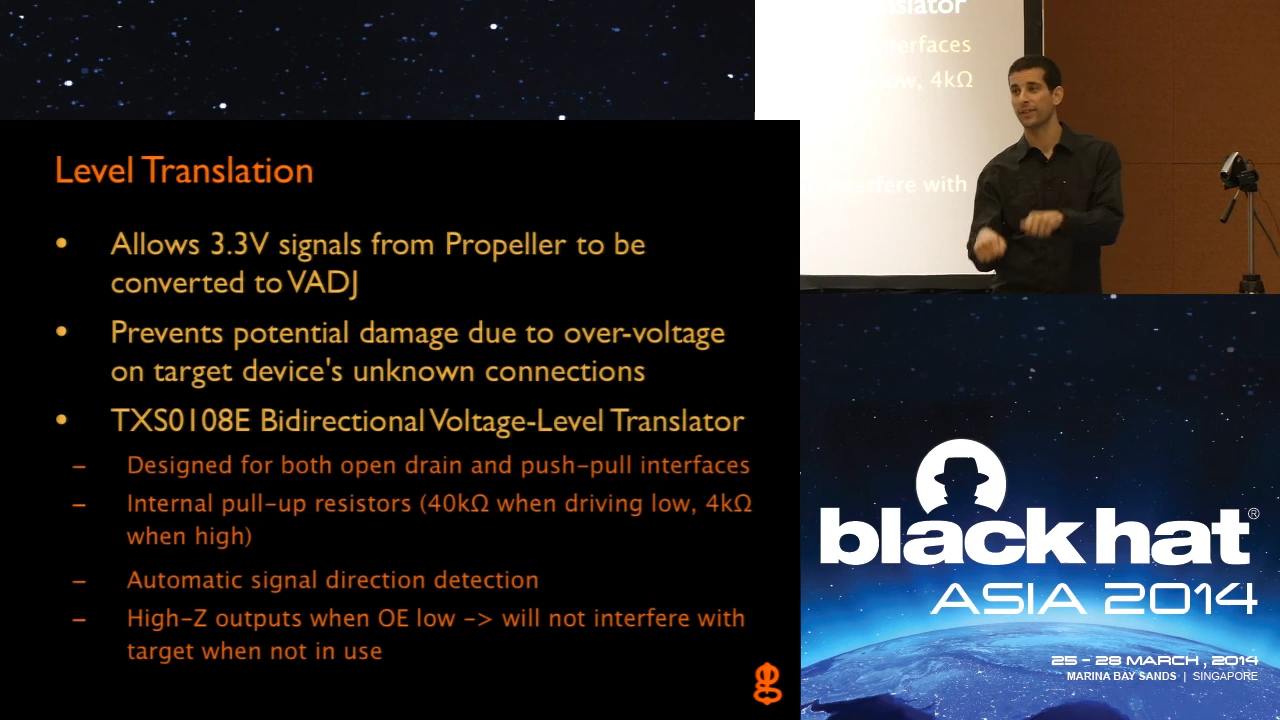 Level Translation
• Allows 3.3V signals from Propeller to be
converted to VADJ
• Prevents potential damage due to over-voltage
on target device's unknown connections
• TXS0108E Bidirectional Voltage-Level Translator
– Designed for both open drain and push-pull interfaces
– Internal pull-up resistors (40kΩ when driving low, 4kΩ
when high)
– Automatic signal direction detection
– High-Z outputs when OE low -> will not interfere with
target when not in use
4kΩ
with
black hat®
ASIA 2014
25 - 28 MARCH, 2014
MARINA BAY SANDS | SINGAPORE